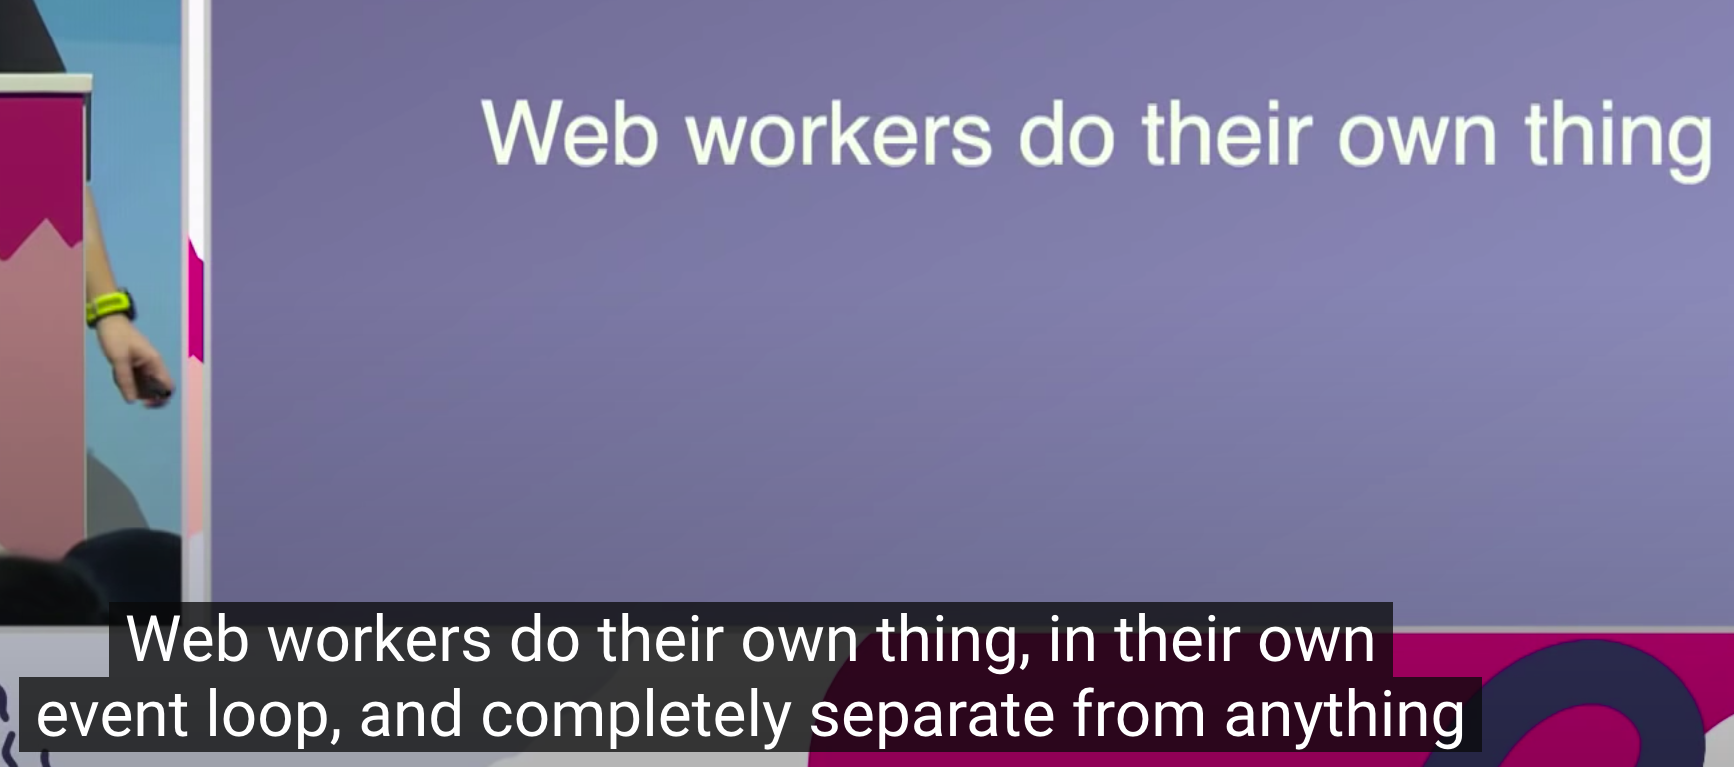 Web workers do their own thing
Web workers do their own thing, in their own
event loop, and completely separate from anything